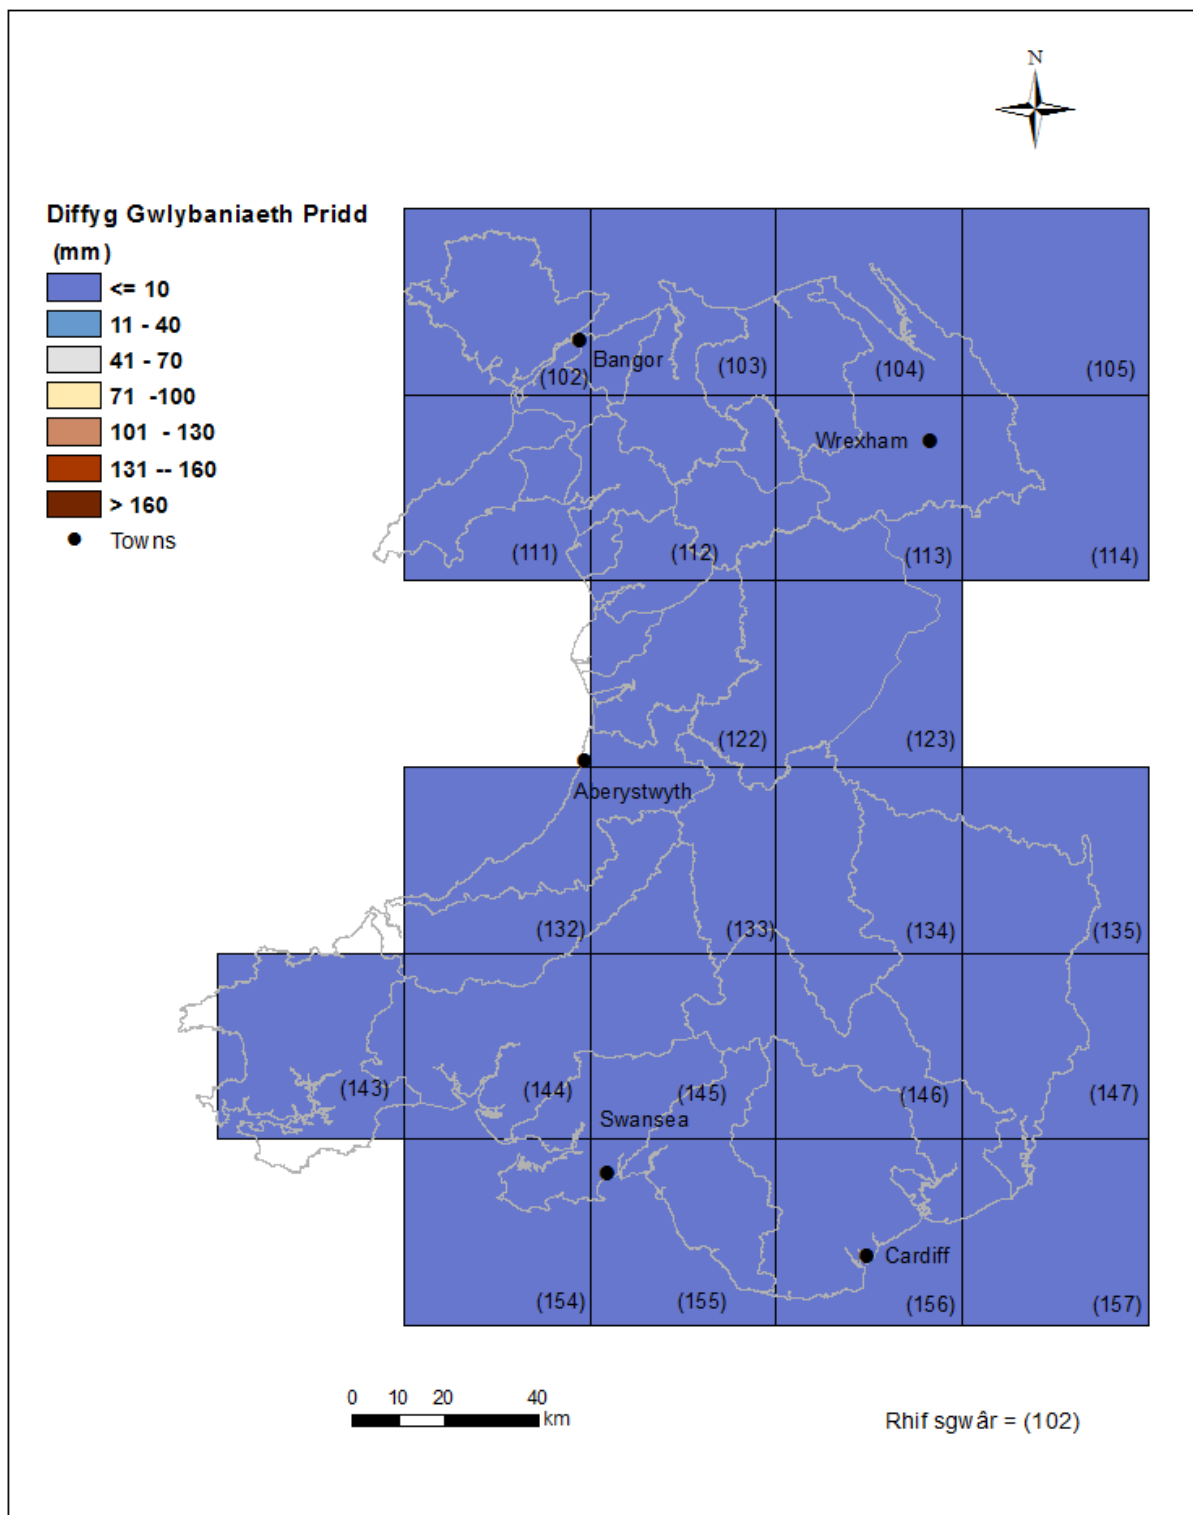 N
Diffyg Gwlybaniaeth Pridd
(mm)
<= 10
11 - 40
41 - 70
71 -100
101 - 130
131 -- 160
> 160
Towns
Bangor
(102)
(103)
(104)
(105)
Wrexham
(111)
(112)
(113)
(114)
(122)
(123)
Aberystwyth
(132)
(133)
(134)
(135)
(143)
(144)
(145)
(146)
(147)
Swansea
Cardiff
(154)
(155)
(156)
(157)
0 10 20 40
km
Rhif sgwâr = (102)